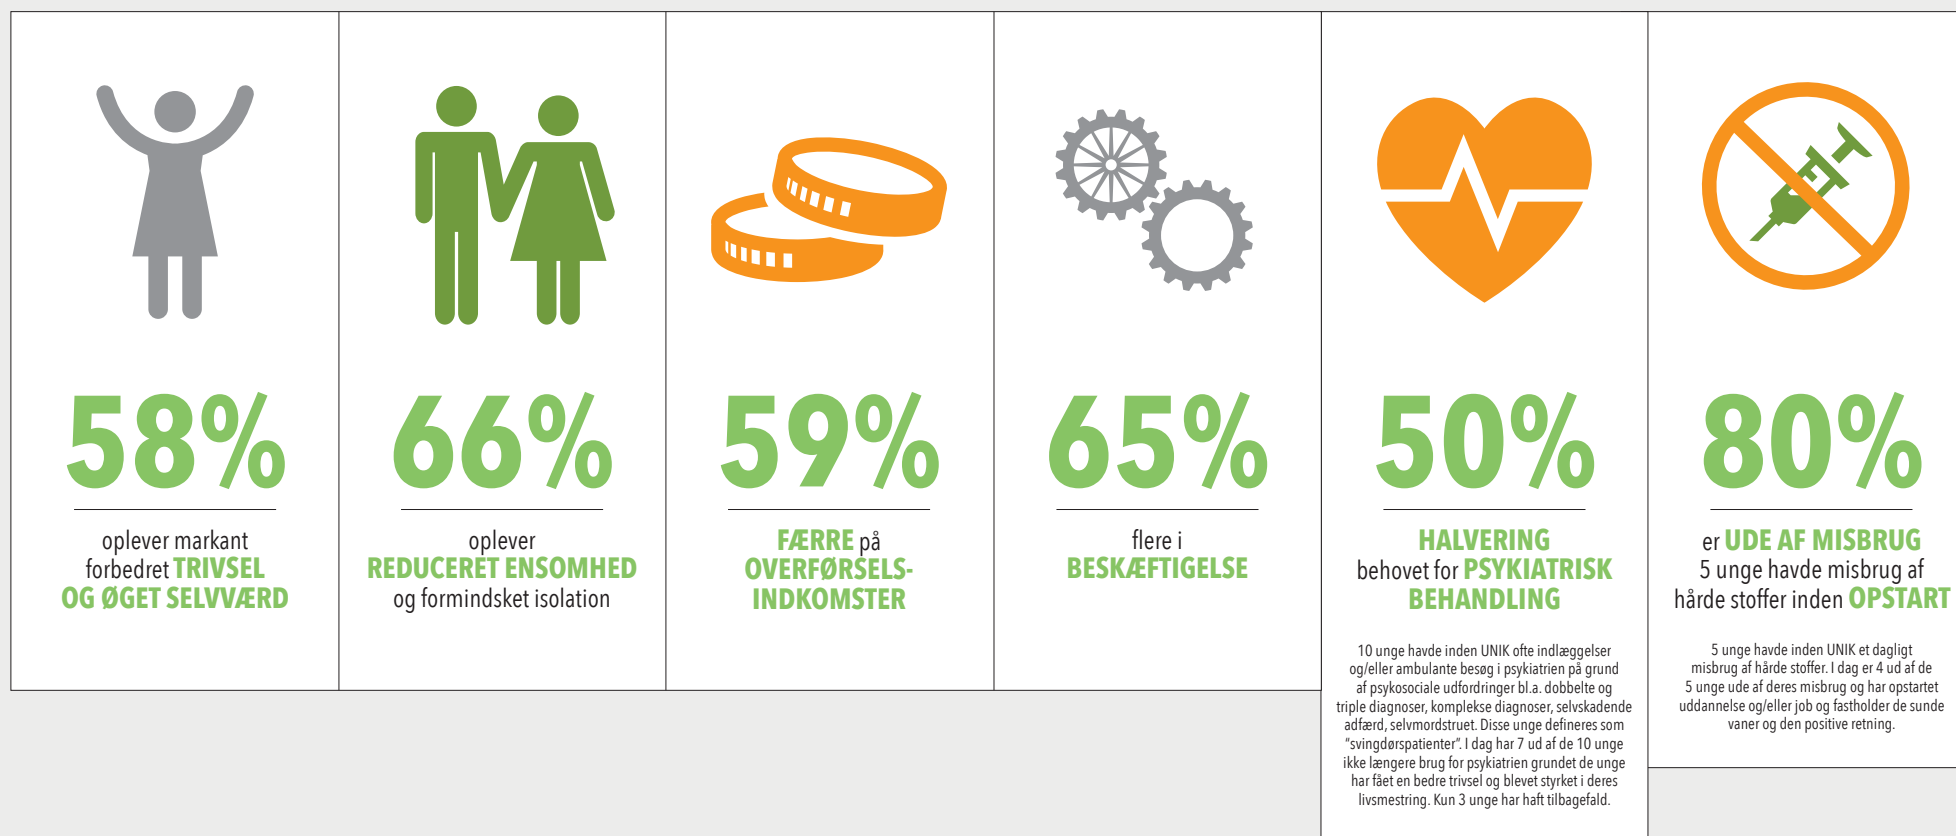 58%
oplever markant
forbedret TRIVSEL
OG ØGET SELVVÆRD
66%
oplever
REDUCERET ENSOMHED
og formindsket isolation
59%
FÆRRE på
OVERFØRSELS-
INDKOMSTER
65%
flere i
BESKÆFTIGELSE
50%
HALVERING
behovet for PSYKIATRISK
BEHANDLING
10 unge havde inden UNIK ofte indlæggelser
og/eller ambulante besøg i psykiatrien på grund
af psykosociale udfordringer bl.a. dobbelte og
triple diagnoser, komplekse diagnoser, selvskadende
adfærd, selvmordstruet. Disse unge defineres som
“svingdørspatienter”. I dag har 7 ud af de 10 unge
ikke længere brug for psykiatrien grundet de unge
har fået en bedre trivsel og blevet styrket i deres
livsmestring. Kun 3 unge har haft tilbagefald.
80%
er UDE AF MISBRUG
5 unge havde misbrug af
hårde stoffer inden OPSTART
5 unge havde inden UNIK et dagligt
misbrug af hårde stoffer. I dag er 4 ud af de
5 unge ude af deres misbrug og har opstartet
uddannelse og/eller job og fastholder de sunde
vaner og den positive retning.